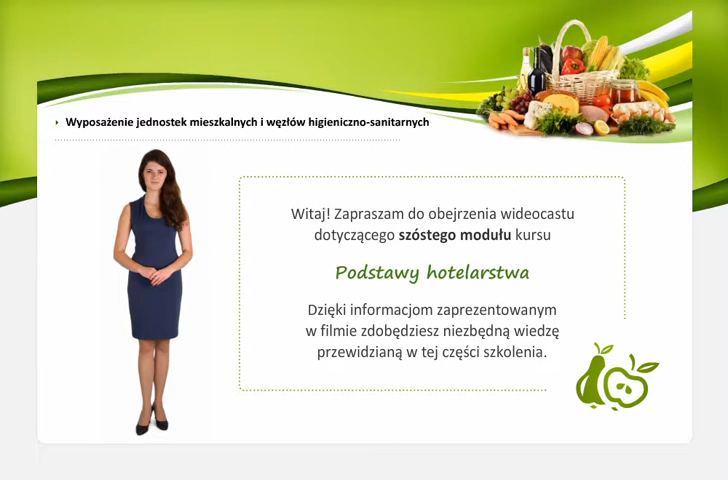 Wyposażenie jednostek mieszkalnych i węzłów higieniczno-sanitarnych
Witaj! Zapraszam do obejrzenia wideocastu
dotyczącego szóstego modułu kursu
Podstawy hotelarstwa
Dzięki informacjom zaprezentowanym
w filmie zdobędziesz niezbędną wiedzę
przewidzianą w tej części szkolenia.